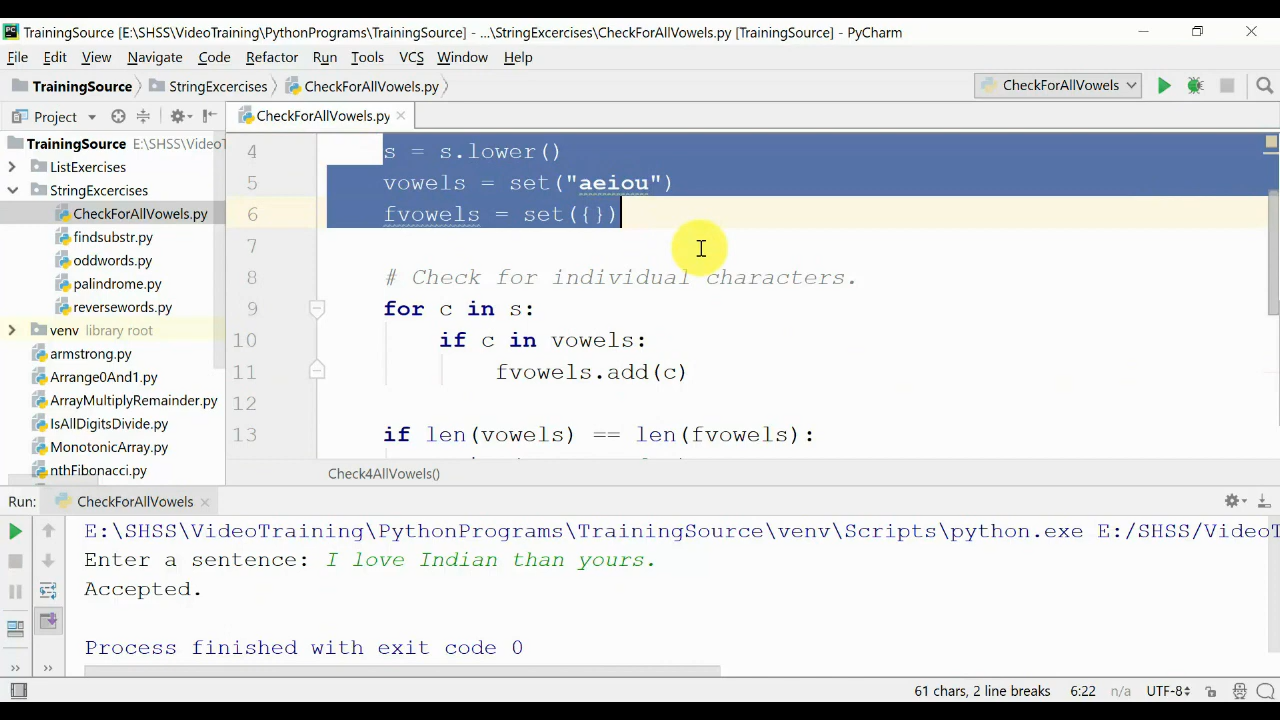 TrainingSource [E:\SHSS\VideoTraining\PythonPrograms\TrainingSource] - ...\StringExcercises\CheckForAllVowels.py [TrainingSource] - PyCharm
File Edit View Navigate Code Refactor Run Tools VCS Window Help
TrainingSource StringExcercises CheckForAllVowels.py CheckForAllVowels
Project CheckForAllVowels.py
TrainingSource E:\SHSS\VideoT
ListExercises
StringExcercises
CheckForAllVowels.py
findsubstr.py
oddwords.py
palindrome.py
reversewords.py
venv library root
armstrong.py
Arrange0And1.py
ArrayMultiplyRemainder.py
IsAllDigitsDivide.py
MonotonicArray.py
nthFibonacci.py
4 s = s.lower()
5 vowels = set("aeiou")
6 fvowels = set({})
7
8 # Check for individual characters.
9 for c in s:
10 if c in vowels:
11 fvowels.add(c)
12
13 if len(vowels) == len(fvowels):
Check4AllVowels()
Run: CheckForAllVowels
E:\SHSS\VideoTraining\PythonPrograms\TrainingSource\venv\Scripts\python.exe E:/SHSS/VideoT
Enter a sentence: I love Indian than yours.
Accepted.
Process finished with exit code 0
61 chars, 2 line breaks 6:22 n/a UTF-8